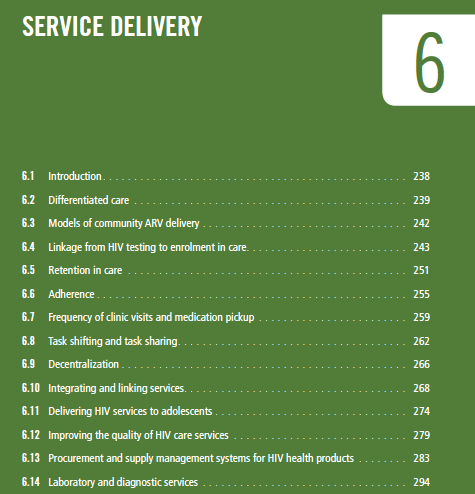 SERVICE DELIVERY
6
6.1 Introduction. . . . . . . . . . . . . . . . . . . . . . . . . . . . . . . . . . . . . . . . . . . . . . . . 238
6.2 Differentiated care . . . . . . . . . . . . . . . . . . . . . . . . . . . . . . . . . . . . . . . . . . . 239
6.3 Models of community ARV delivery . . . . . . . . . . . . . . . . . . . . . . . . . . . . . . . . 242
6.4 Linkage from HIV testing to enrolment in care. . . . . . . . . . . . . . . . . . . . . . . . . 243
6.5 Retention in care . . . . . . . . . . . . . . . . . . . . . . . . . . . . . . . . . . . . . . . . . . . . 251
6.6 Adherence . . . . . . . . . . . . . . . . . . . . . . . . . . . . . . . . . . . . . . . . . . . . . . . . . 255
6.7 Frequency of clinic visits and medication pickup . . . . . . . . . . . . . . . . . . . . . . . 259
6.8 Task shifting and task sharing. . . . . . . . . . . . . . . . . . . . . . . . . . . . . . . . . . . . 262
6.9 Decentralization . . . . . . . . . . . . . . . . . . . . . . . . . . . . . . . . . . . . . . . . . . . . . 266
6.10 Integrating and linking services. . . . . . . . . . . . . . . . . . . . . . . . . . . . . . . . . . . 268
6.11 Delivering HIV services to adolescents . . . . . . . . . . . . . . . . . . . . . . . . . . . . . . 274
6.12 Improving the quality of HIV care services . . . . . . . . . . . . . . . . . . . . . . . . . . . 279
6.13 Procurement and supply management systems for HIV health products . . . . . . . . 283
6.14 Laboratory and diagnostic services . . . . . . . . . . . . . . . . . . . . . . . . . . . . . . . . 294